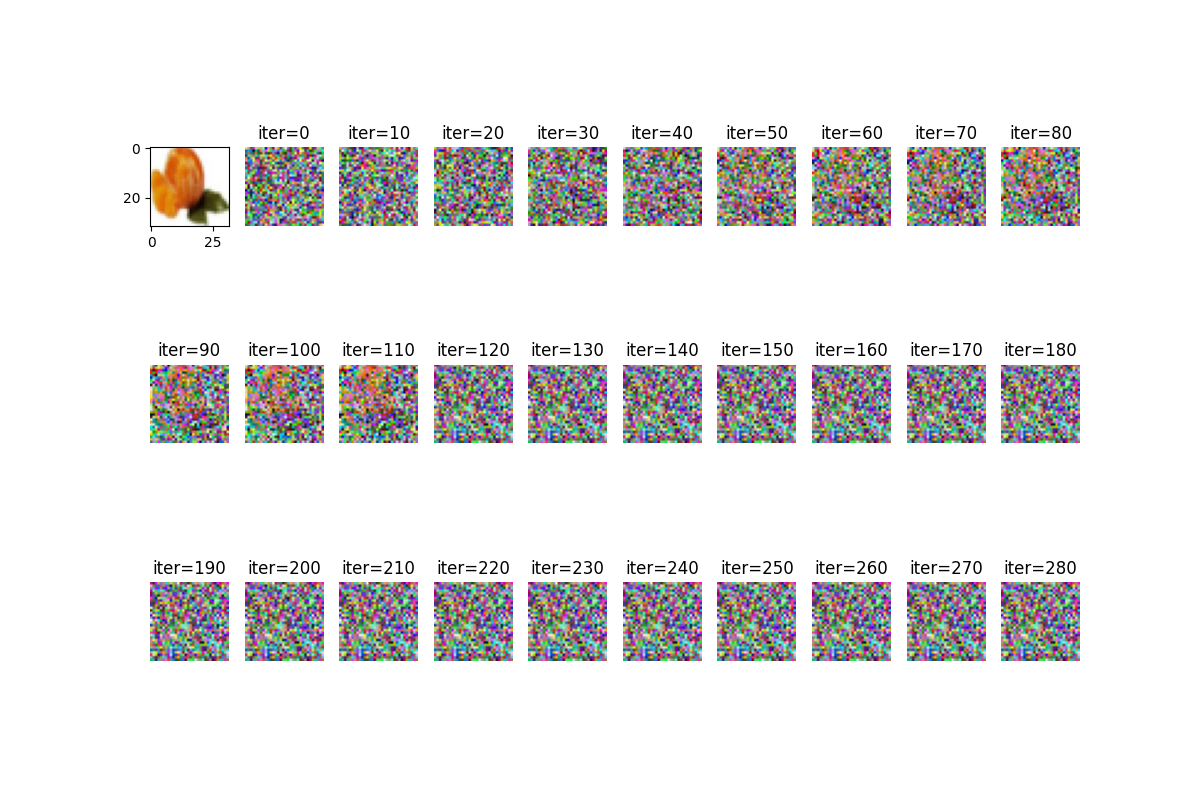 iter=0 iter=10 iter=20 iter=30 iter=40 iter=50 iter=60 iter=70 iter=80
0
20
0 25
iter=90 iter=100 iter=110 iter=120 iter=130 iter=140 iter=150 iter=160 iter=170 iter=180
iter=190 iter=200 iter=210 iter=220 iter=230 iter=240 iter=250 iter=260 iter=270 iter=280